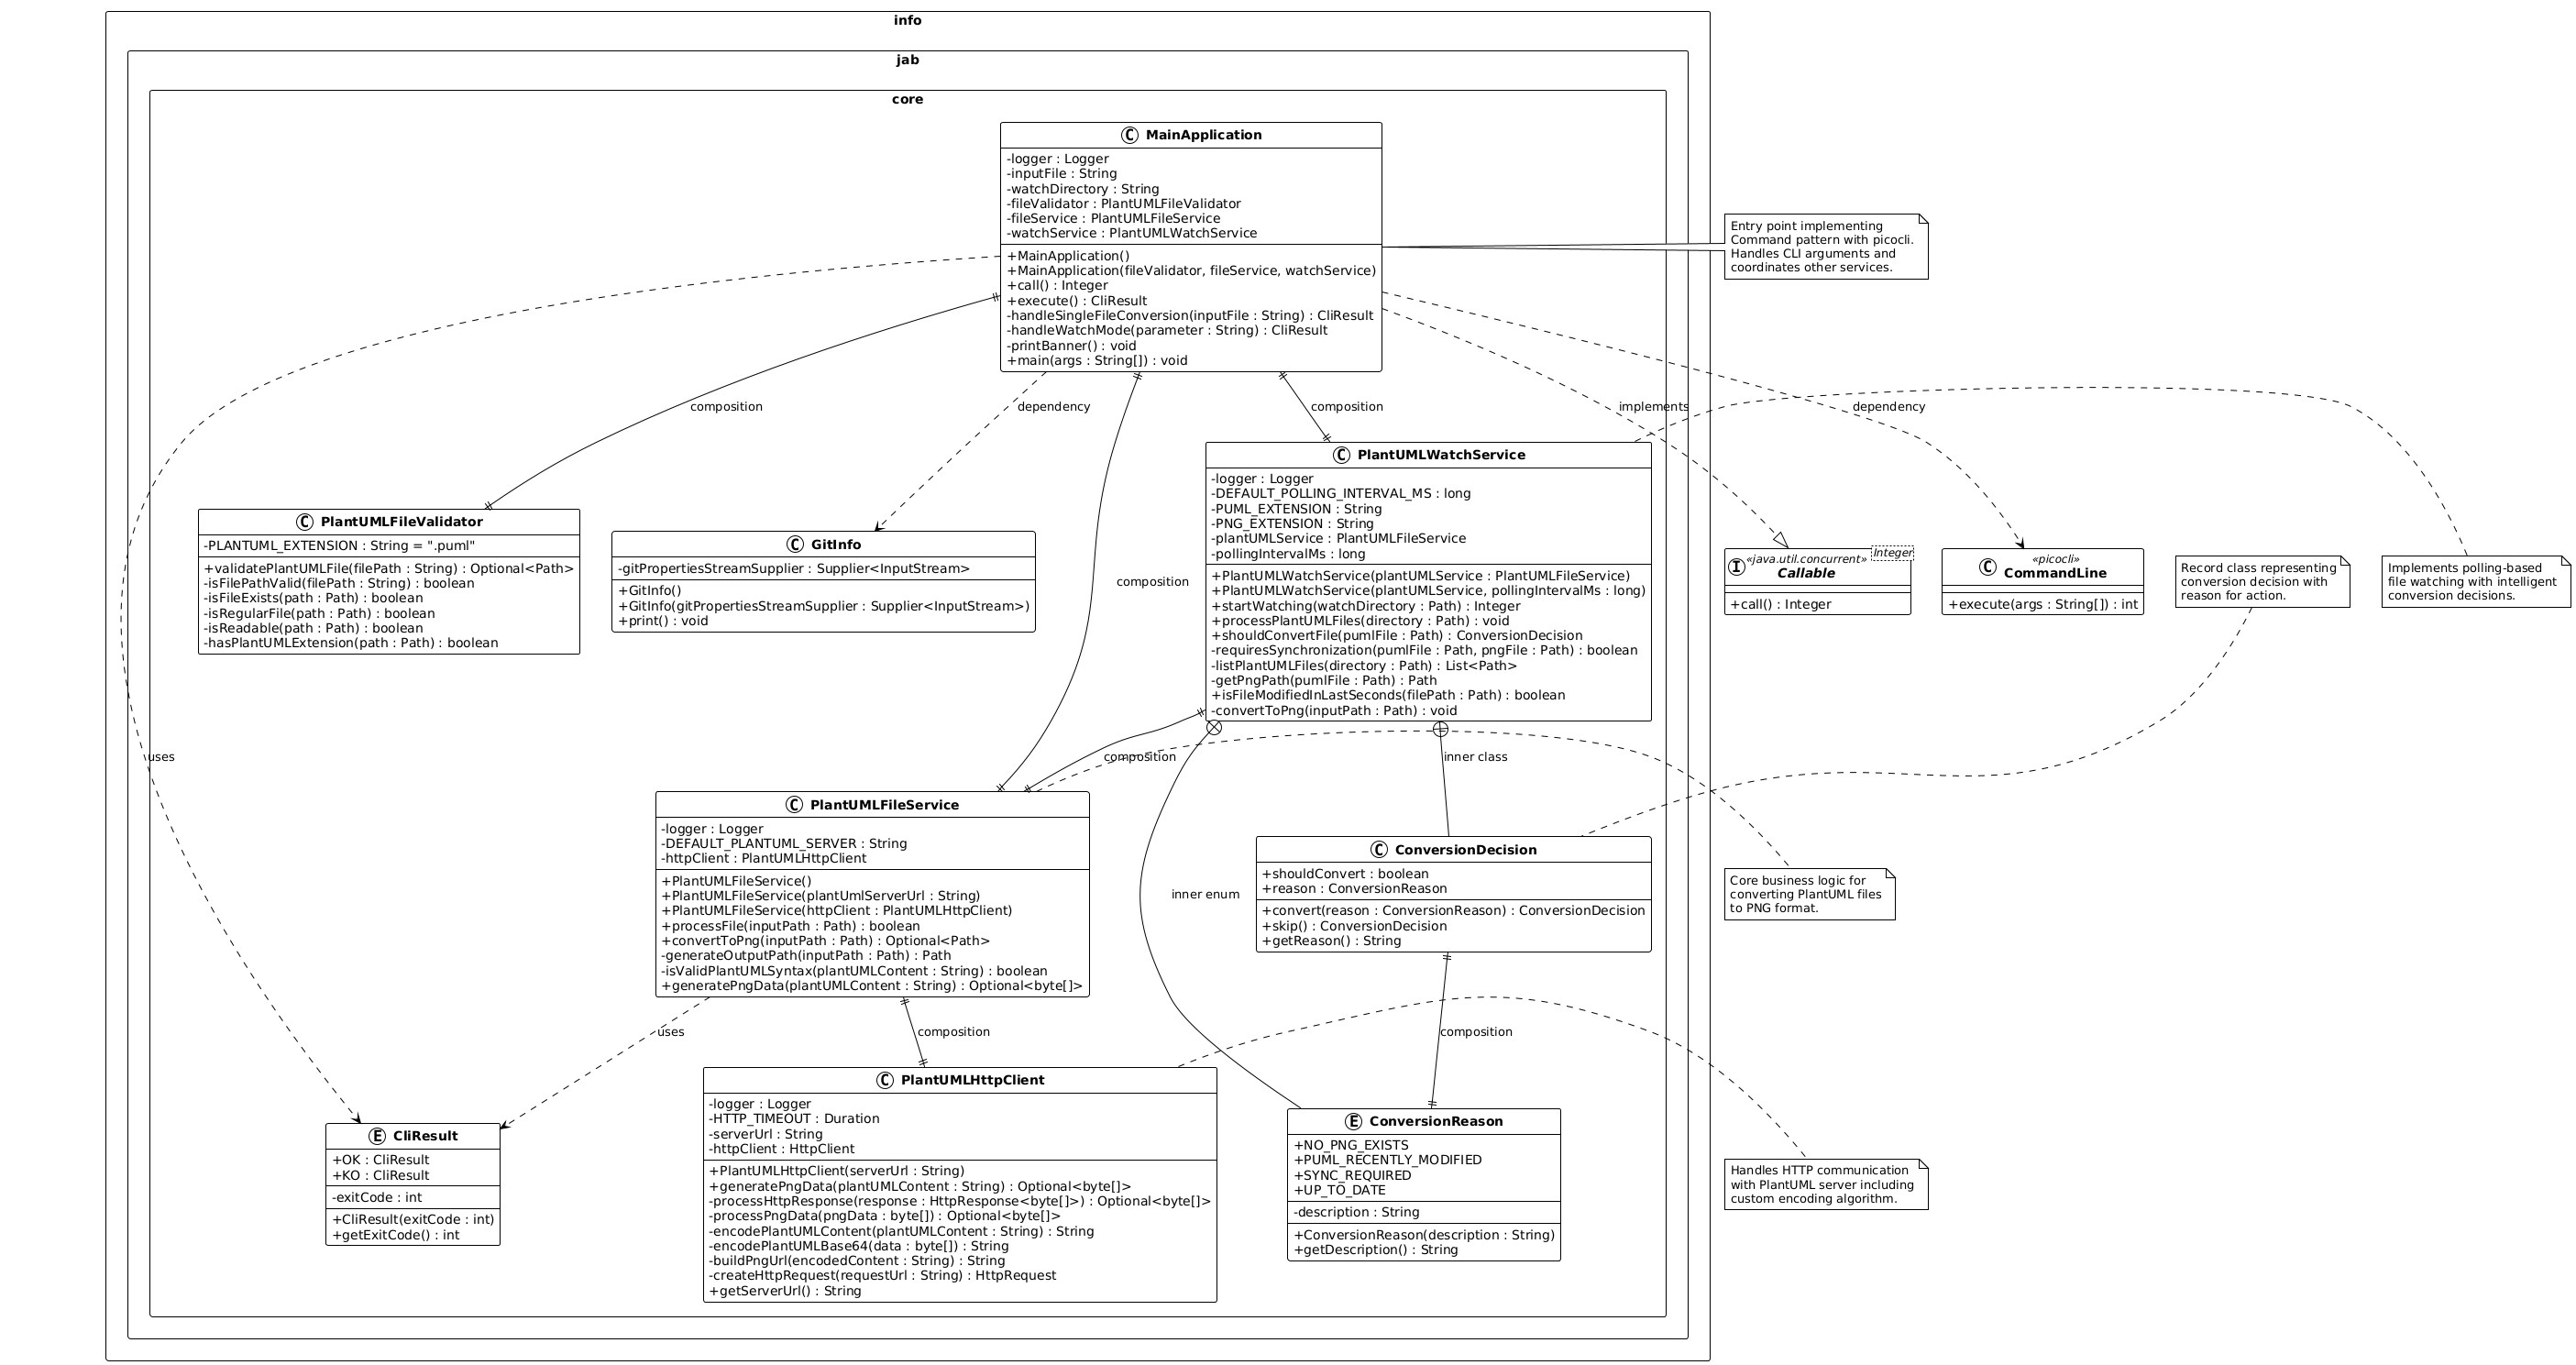 info
jab
core
MainApplication
-logger : Logger
-inputFile : String
-watchDirectory : String
-fileValidator : PlantUMLFileValidator
-fileService : PlantUMLFileService
-watchService : PlantUMLWatchService
+MainApplication()
+MainApplication(fileValidator, fileService, watchService)
+call() : Integer
+execute() : CliResult
-handleSingleFileConversion(inputFile : String) : CliResult
-handleWatchMode(parameter : String) : CliResult
-printBanner() : void
+main(args : String[]) : void
Entry point implementing
Command pattern with picocli.
Handles CLI arguments and
coordinates other services.
composition
dependency
composition
implements
dependency
PlantUMLFileValidator
-PLANTUML_EXTENSION : String = ".puml"
+validatePlantUMLFile(filePath : String) : Optional<Path>
-isFilePathValid(filePath : String) : boolean
-isFileExists(path : Path) : boolean
-isRegularFile(path : Path) : boolean
-isReadable(path : Path) : boolean
-hasPlantUMLExtension(path : Path) : boolean
GitInfo
-gitPropertiesStreamSupplier : Supplier<InputStream>
+GitInfo()
+GitInfo(gitPropertiesStreamSupplier : Supplier<InputStream>)
+print() : void
composition
PlantUMLWatchService
-logger : Logger
-DEFAULT_POLLING_INTERVAL_MS : long
-PUML_EXTENSION : String
-PNG_EXTENSION : String
-plantUMLService : PlantUMLFileService
-pollingIntervalMs : long
+PlantUMLWatchService(plantUMLService : PlantUMLFileService)
+PlantUMLWatchService(plantUMLService, pollingIntervalMs : long)
+startWatching(watchDirectory : Path) : Integer
+processPlantUMLFiles(directory : Path) : void
+shouldConvertFile(pumlFile : Path) : ConversionDecision
-requiresSynchronization(pumlFile : Path, pngFile : Path) : boolean
-listPlantUMLFiles(directory : Path) : List<Path>
-getPngPath(pumlFile : Path) : Path
+isFileModifiedInLastSeconds(filePath : Path) : boolean
-convertToPng(inputPath : Path) : void
«java.util.concurrent»
Integer
Callable
+call() : Integer
«picocli»
CommandLine
+execute(args : String[]) : int
Record class representing
conversion decision with
reason for action.
Implements polling-based
file watching with intelligent
conversion decisions.
uses
composition
inner class
PlantUMLFileService
-logger : Logger
-DEFAULT_PLANTUML_SERVER : String
-httpClient : PlantUMLHttpClient
+PlantUMLFileService()
+PlantUMLFileService(plantUmlServerUrl : String)
+PlantUMLFileService(httpClient : PlantUMLHttpClient)
+processFile(inputPath : Path) : boolean
+convertToPng(inputPath : Path) : Optional<Path>
-generateOutputPath(inputPath : Path) : Path
-isValidPlantUMLSyntax(plantUMLContent : String) : boolean
+generatePngData(plantUMLContent : String) : Optional<byte[]>
inner enum
ConversionDecision
+shouldConvert : boolean
+reason : ConversionReason
+convert(reason : ConversionReason) : ConversionDecision
+skip() : ConversionDecision
+getReason() : String
Core business logic for
converting PlantUML files
to PNG format.
uses
composition
composition
CliResult
+OK : CliResult
+KO : CliResult
-exitCode : int
+CliResult(exitCode : int)
+getExitCode() : int
PlantUMLHttpClient
-logger : Logger
-HTTP_TIMEOUT : Duration
-serverUrl : String
-httpClient : HttpClient
+PlantUMLHttpClient(serverUrl : String)
+generatePngData(plantUMLContent : String) : Optional<byte[]>
-processHttpResponse(response : HttpResponse<byte[]>) : Optional<byte[]>
-processPngData(pngData : byte[]) : Optional<byte[]>
-encodePlantUMLContent(plantUMLContent : String) : String
-encodePlantUMLBase64(data : byte[]) : String
-buildPngUrl(encodedContent : String) : String
-createHttpRequest(requestUrl : String) : HttpRequest
+getServerUrl() : String
ConversionReason
+NO_PNG_EXISTS
+PUML_RECENTLY_MODIFIED
+SYNC_REQUIRED
+UP_TO_DATE
-description : String
+ConversionReason(description : String)
+getDescription() : String
Handles HTTP communication
with PlantUML server including
custom encoding algorithm.